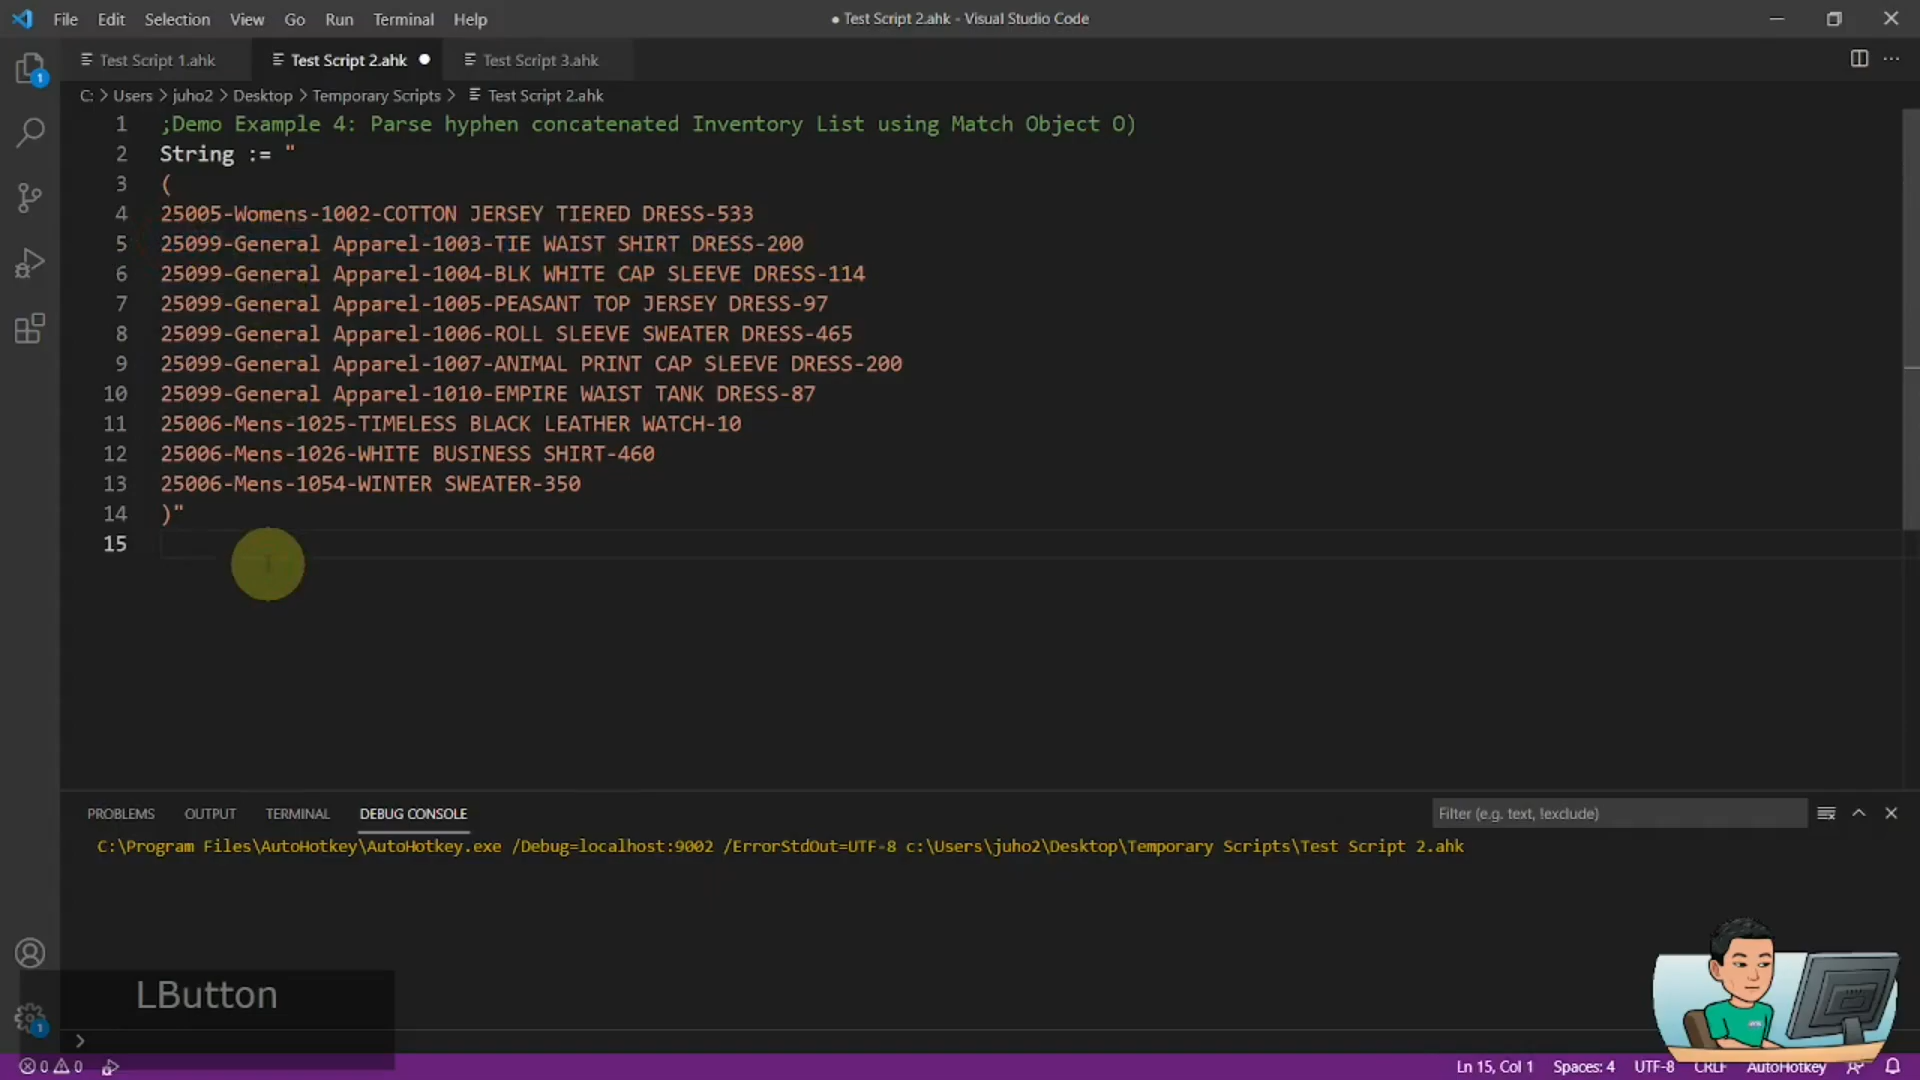 File Edit Selection View Go Run Terminal Help
● Test Script 2.ahk - Visual Studio Code
Test Script 1.ahk
Test Script 2.ahk
Test Script 3.ahk
C: > Users > juho2 > Desktop > Temporary Scripts > Test Script 2.ahk
1 ;Demo Example 4: Parse hyphen concatenated Inventory List using Match Object O)
2 String := "
3 (
4 25005-Womens-1002-COTTON JERSEY TIERED DRESS-533
5 25099-General Apparel-1003-TIE WAIST SHIRT DRESS-200
6 25099-General Apparel-1004-BLK WHITE CAP SLEEVE DRESS-114
7 25099-General Apparel-1005-PEASANT TOP JERSEY DRESS-97
8 25099-General Apparel-1006-ROLL SLEEVE SWEATER DRESS-465
9 25099-General Apparel-1007-ANIMAL PRINT CAP SLEEVE DRESS-200
10 25099-General Apparel-1010-EMPIRE WAIST TANK DRESS-87
11 25006-Mens-1025-TIMELESS BLACK LEATHER WATCH-10
12 25006-Mens-1026-WHITE BUSINESS SHIRT-460
13 25006-Mens-1054-WINTER SWEATER-350
14 )"
15
PROBLEMS OUTPUT TERMINAL DEBUG CONSOLE
Filter (e.g. text, !exclude)
C:\Program Files\AutoHotkey\AutoHotkey.exe /Debug=localhost:9002 /ErrorStdOut=UTF-8 c:\Users\juho2\Desktop\Temporary Scripts\Test Script 2.ahk
LButton
1
1
0 0
Ln 15, Col 1 Spaces: 4 UTF-8 CRLF AutoHotkey